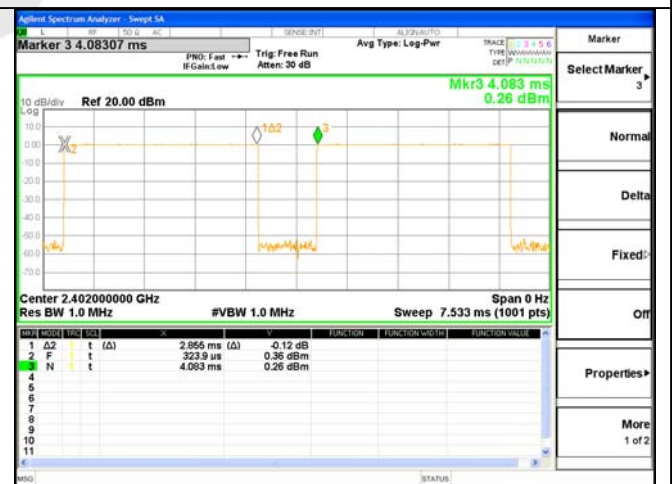 Agilent Spectrum Analyzer - Swept SA
L RF 50 Ω AC SENSE:INT ALIGNAUTO
Marker 3 4.08307 ms
PNO: Fast
IFGain:Low
Trig: Free Run
Atten: 30 dB
Avg Type: Log-Pwr
TRACE 1 2 3 4 5 6
TYPE WWWWWW
DET P N N N N N
Mkr3 4.083 ms
0.26 dBm
10 dB/div Ref 20.00 dBm
Log
10.0
0.00
-10.0
-20.0
-30.0
-40.0
-50.0
-60.0
-70.0
2
1Δ2
3
Center 2.402000000 GHz
Span 0 Hz
Res BW 1.0 MHz
#VBW 1.0 MHz
Sweep 7.533 ms (1001 pts)
MKR MODE TRC SCL X Y FUNCTION FUNCTION WIDTH FUNCTION VALUE
1 Δ2 1 t (Δ) 2.855 ms (Δ) -0.12 dB
2 F 1 t 323.9 µs 0.36 dBm
3 N 1 t 4.083 ms 0.26 dBm
4
5
6
7
8
9
10
11
MSG
STATUS
Marker
Select Marker
3
Normal
Delta
Fixed
Off
Properties
More
1 of 2